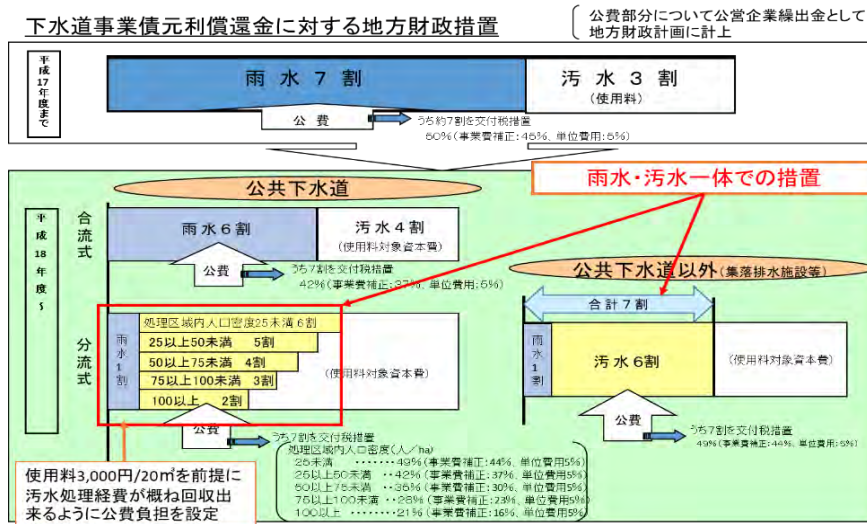 下水道事業債元利償還金に対する地方財政措置
公費部分について公営企業繰出金として
地方財政計画に計上
平成17年度まで
雨水7割
汚水3割
(使用料)
公費
うち約7割を交付税措置
50%(事業費補正:45%、単位費用:5%)
雨水・汚水一体での措置
平成18年度~
公共下水道
合流式
雨水6割
汚水4割
(使用料対象資本費)
公費
うち7割を交付税措置
42%(事業費補正:37%、単位費用:5%)
分流式
雨水1割
処理区域内人口密度25未満 6割
25以上50未満 5割
50以上75未満 4割
75以上100未満 3割
100以上 2割
(使用料対象資本費)
公費
うち7割を交付税措置
処理区域内人口密度(人/ha)
25未満 ・・・・・・・49%(事業費補正:44%、単位費用5%)
25以上50未満 ・・42%(事業費補正:37%、単位費用5%)
50以上75未満 ・・35%(事業費補正:30%、単位費用5%)
75以上100未満 ・・28%(事業費補正:23%、単位費用5%)
100以上 ・・・・・21%(事業費補正:16%、単位費用5%)
使用料3,000円/20㎥を前提に
汚水処理経費が概ね回収出
来るように公費負担を設定
公共下水道以外(集落排水施設等)
合計7割
雨水1割
汚水6割
(使用料対象資本費)
公費
うち7割を交付税措置
49%(事業費補正:44%、単位費用:5%)